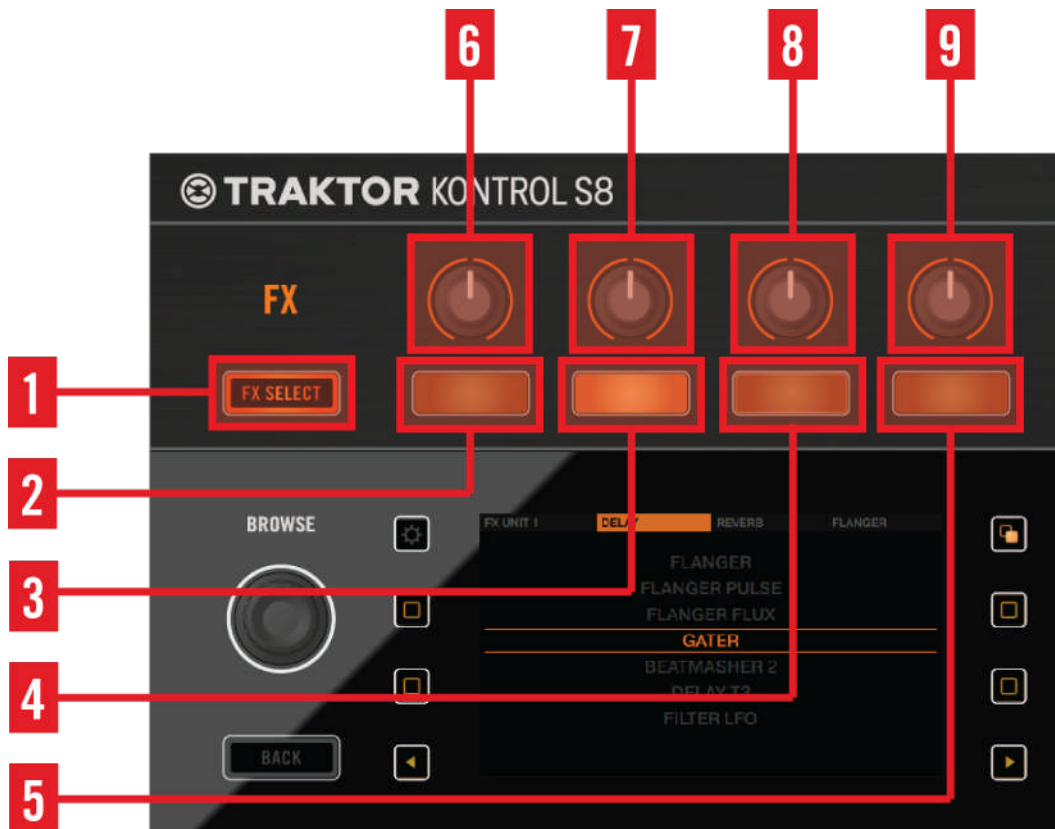 6 7 8 9
TRAKTOR KONTROL S8
FX
1
FX SELECT
2
BROWSE
FX UNIT 1 DELAY REVERB FLANGER
FLANGER
3
FLANGER PULSE
FLANGER FLUX
GATER
BEATMASHER 2
4
DELAY T3
FILTER LFO
BACK
5